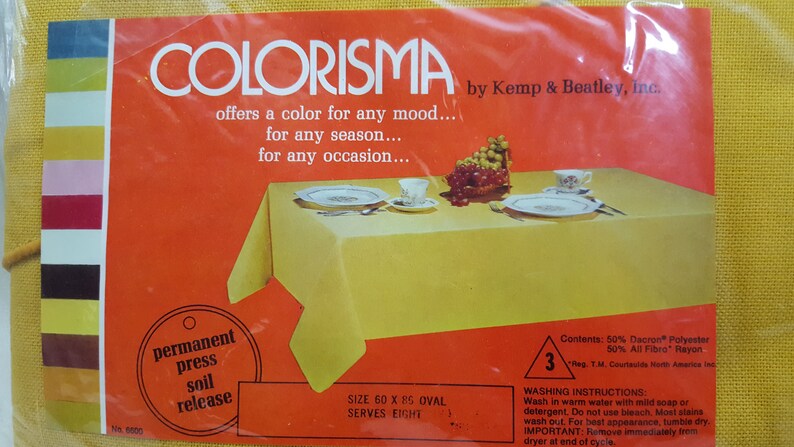 COLORISMA
by Kemp & Beatley, Inc.
offers a color for any mood...
for any season...
for any occasion...
permanent
press
soil
release
No. 6600
SIZE 60 X 86 OVAL
SERVES EIGHT
3
Contents: 50% Dacron® Polyester
50% All Fibro* Rayon
*Reg. T.M. Courtaulds North America Inc
WASHING INSTRUCTIONS:
Wash in warm water with mild soap or
detergent. Do not use bleach. Most stains
wash out. For best appearance, tumble dry.
IMPORTANT: Remove immediately from
dryer at end of cycle.